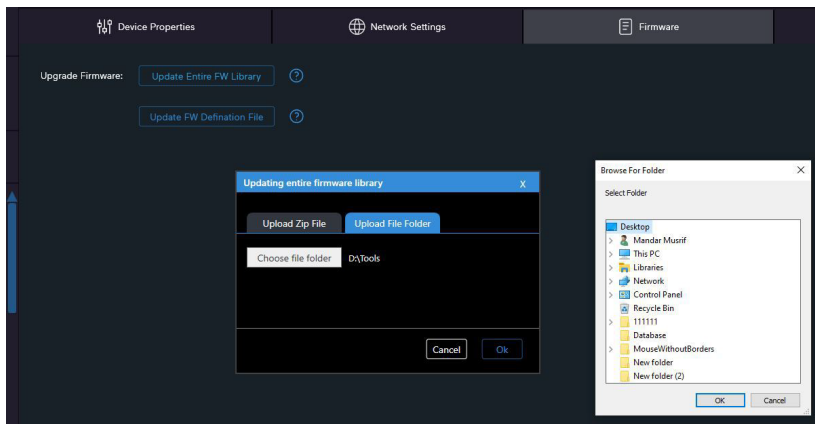 Device Properties
Network Settings
Firmware
Upgrade Firmware:
Update Entire FW Library
?
Update FW Defination File
?
Updating entire firmware library
X
Upload Zip File
Upload File Folder
Choose file folder
D:\Tools
Cancel
Ok
Browse For Folder
X
Select Folder
Desktop
Mandar Musrif
This PC
Libraries
Network
Control Panel
Recycle Bin
111111
Database
MouseWithoutBorders
New folder
New folder (2)
OK
Cancel